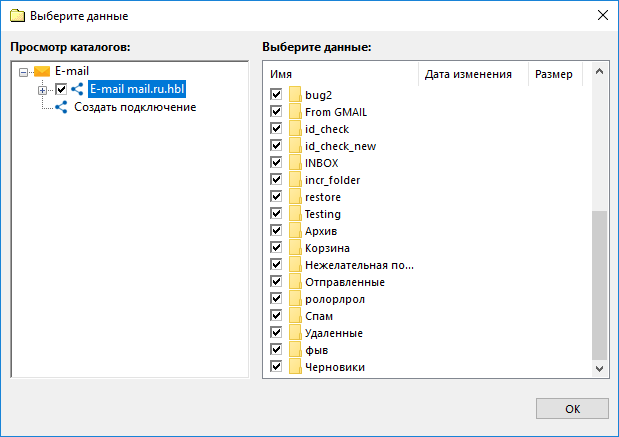 Выберите данные
Просмотр каталогов:
E-mail
E-mail mail.ru.hbl
Создать подключение
Выберите данные:
Имя Дата изменения Размер
bug2
From GMAIL
id_check
id_check_new
INBOX
incr_folder
restore
Testing
Архив
Корзина
Нежелательная по...
Отправленные
ролорлрол
Спам
Удаленные
фыв
Черновики
OK